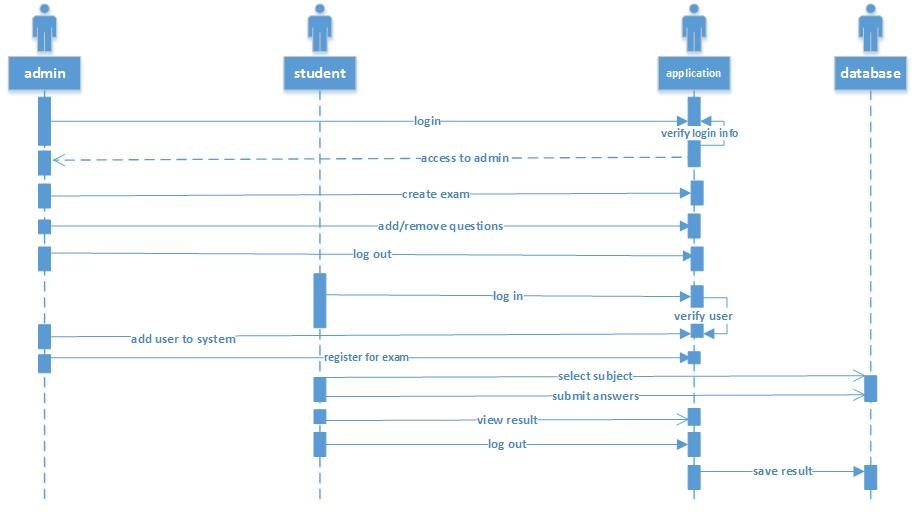 admin
student
application
database
login
verify login info
access to admin
create exam
add/remove questions
log out
log in
verify user
add user to system
register for exam
select subject
submit answers
view result
log out
save result